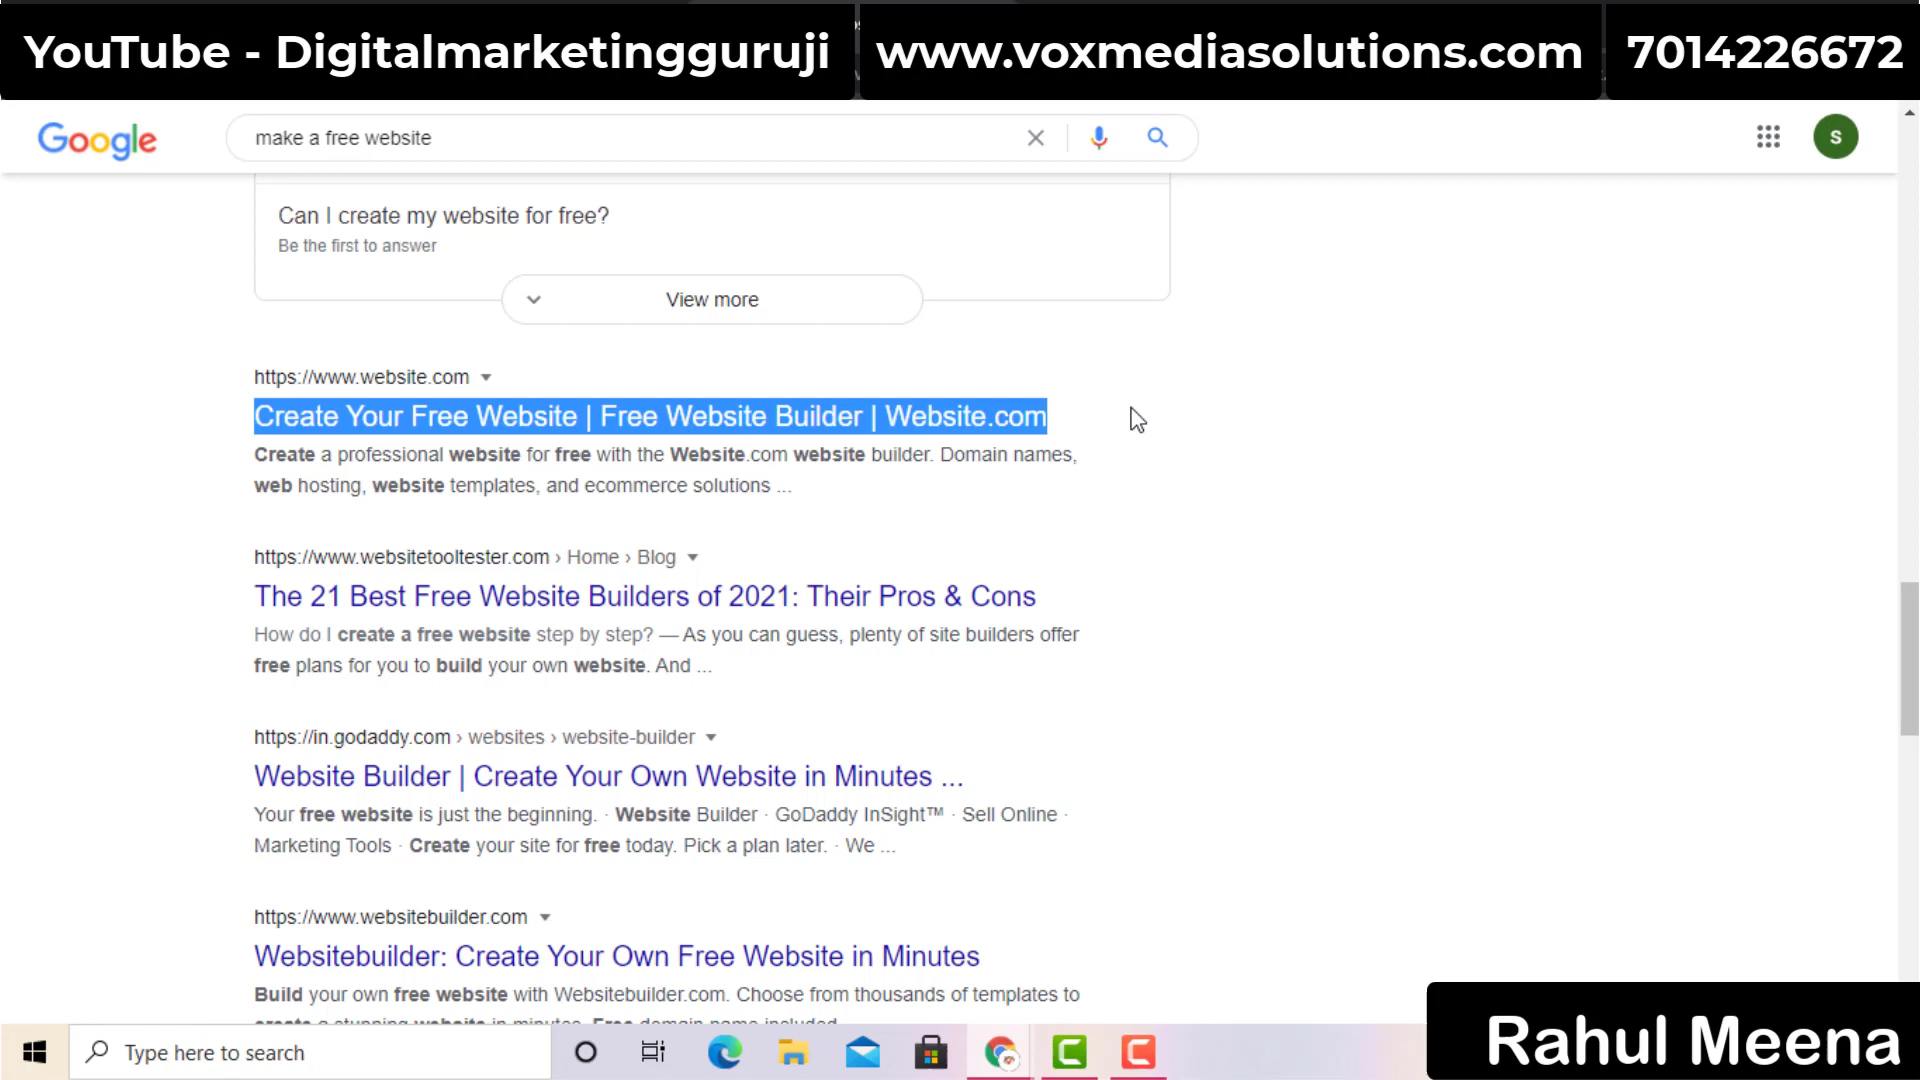 YouTube - Digitalmarketingguruji
www.voxmediasolutions.com
7014226672
Google
make a free website
S
Can I create my website for free?
Be the first to answer
View more
https://www.website.com
Create Your Free Website | Free Website Builder | Website.com
Create a professional website for free with the Website.com website builder. Domain names,
web hosting, website templates, and ecommerce solutions ...
https://www.websitetooltester.com › Home › Blog
The 21 Best Free Website Builders of 2021: Their Pros & Cons
How do I create a free website step by step? — As you can guess, plenty of site builders offer
free plans for you to build your own website. And ...
https://in.godaddy.com › websites › website-builder
Website Builder | Create Your Own Website in Minutes ...
Your free website is just the beginning. · Website Builder · GoDaddy InSight™ · Sell Online ·
Marketing Tools · Create your site for free today. Pick a plan later. · We ...
https://www.websitebuilder.com
Websitebuilder: Create Your Own Free Website in Minutes
Build your own free website with Websitebuilder.com. Choose from thousands of templates to
create a stunning website in minutes. Free domain name included.
Type here to search
Rahul Meena